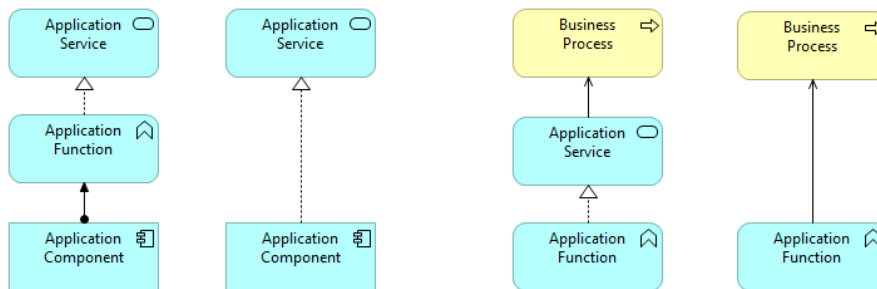 Application
Service
Application
Service
Business
Process
Business
Process
Application
Function
Application
Service
Application
Component
Application
Component
Application
Function
Application
Function